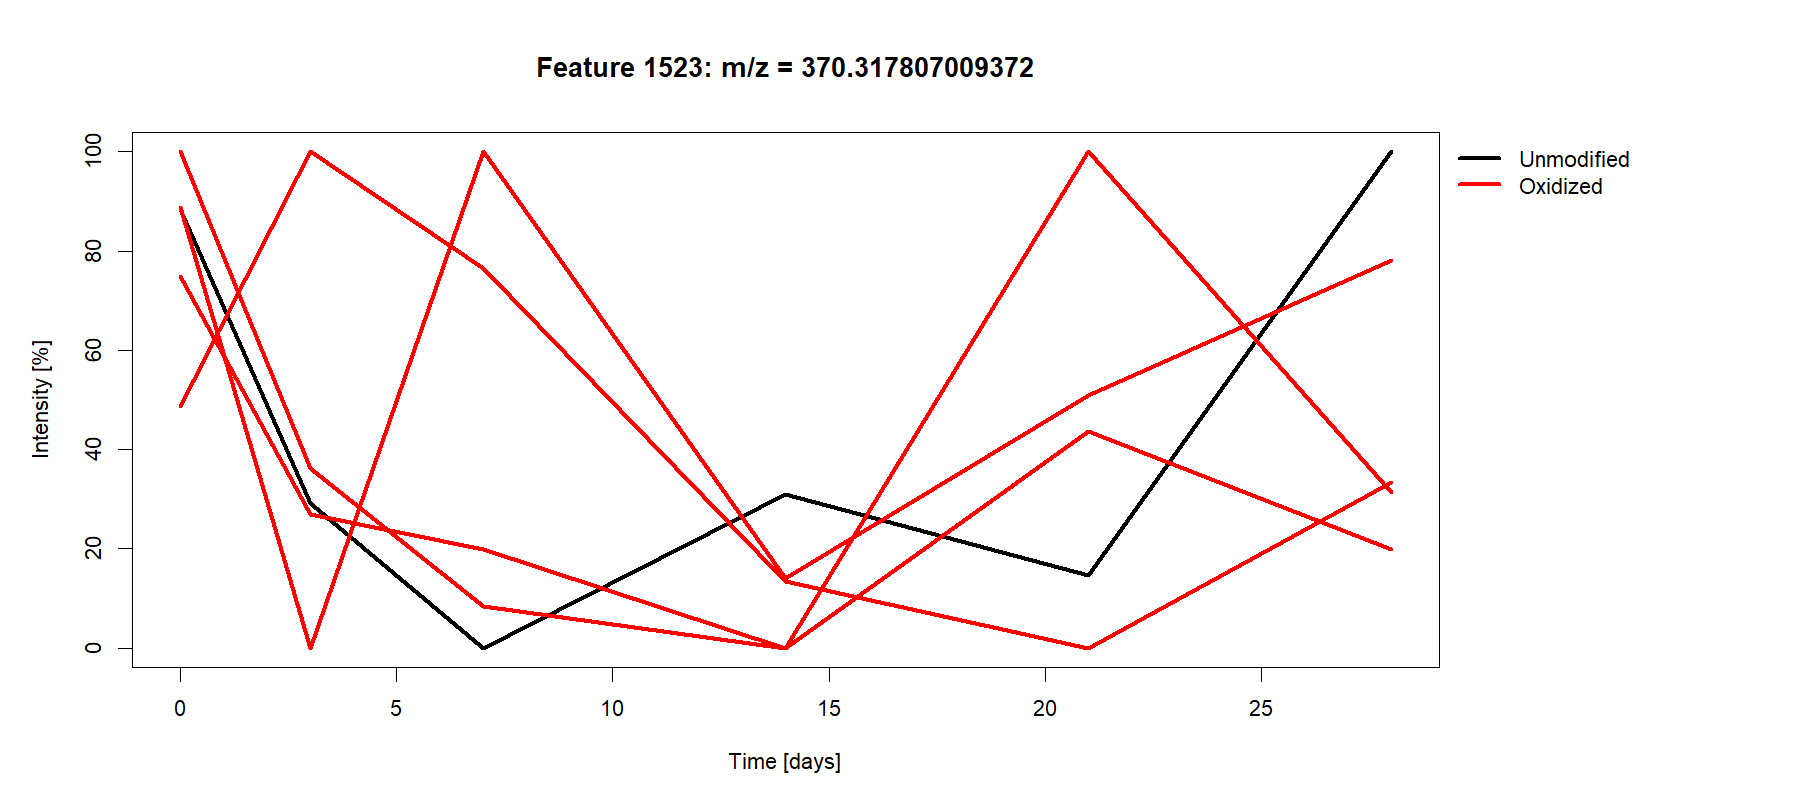 Feature 1523: m/z = 370.317807009372
Unmodified
Oxidized
Intensity [%]
100
80
60
40
20
0
0 5 10 15 20 25
Time [days]